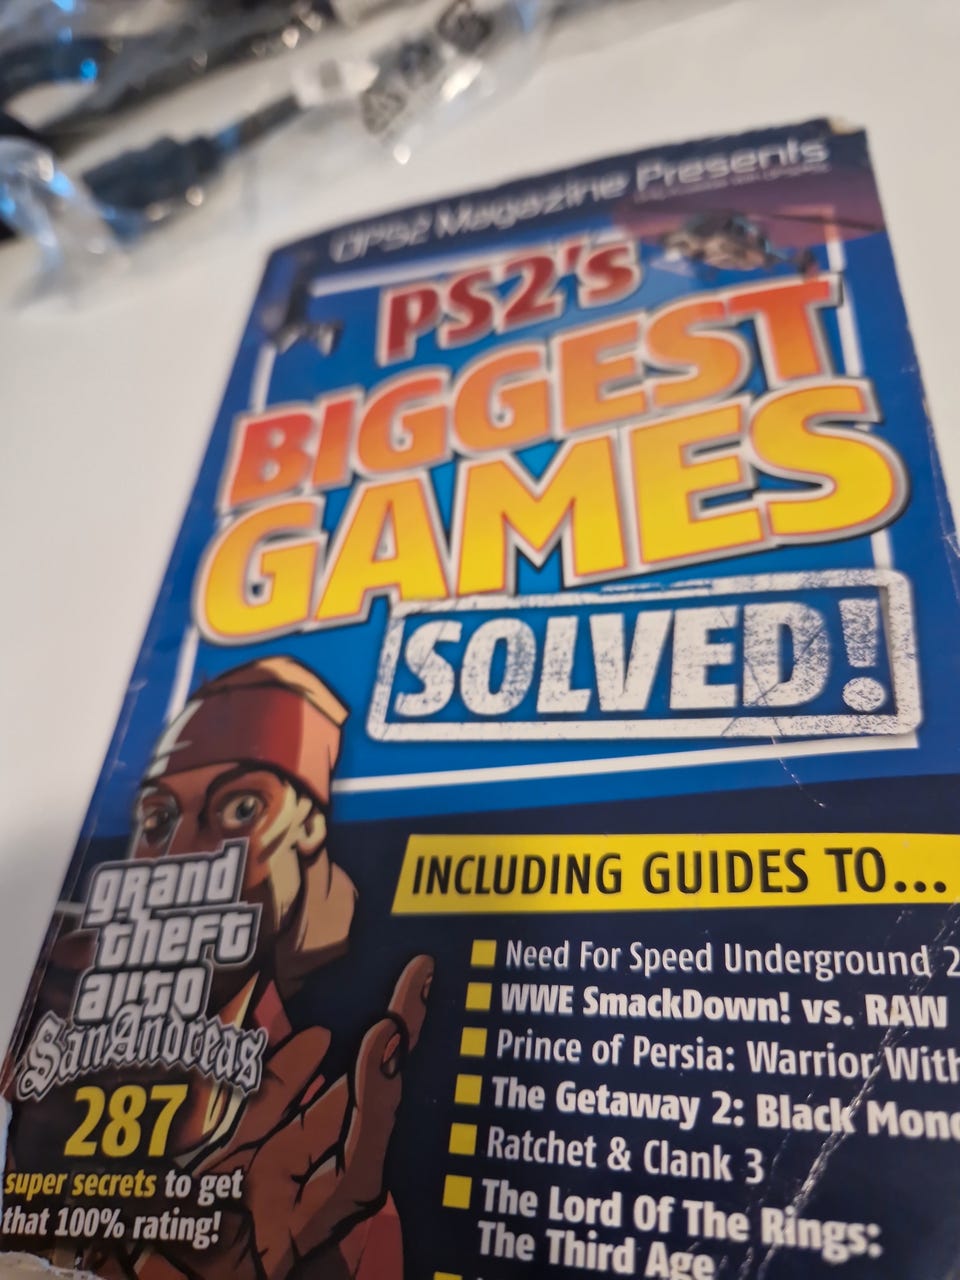 OPS2 Magazine Presents
PS2's
BIGGEST
GAMES
SOLVED!
INCLUDING GUIDES TO...
Need For Speed Underground 2
WWE SmackDown! vs. RAW
Prince of Persia: Warrior With
The Getaway 2: Black Mon
Ratchet & Clank 3
The Lord Of The Rings:
The Third Age
grand
theft
auto
San Andreas
287
super secrets to get
that 100% rating!